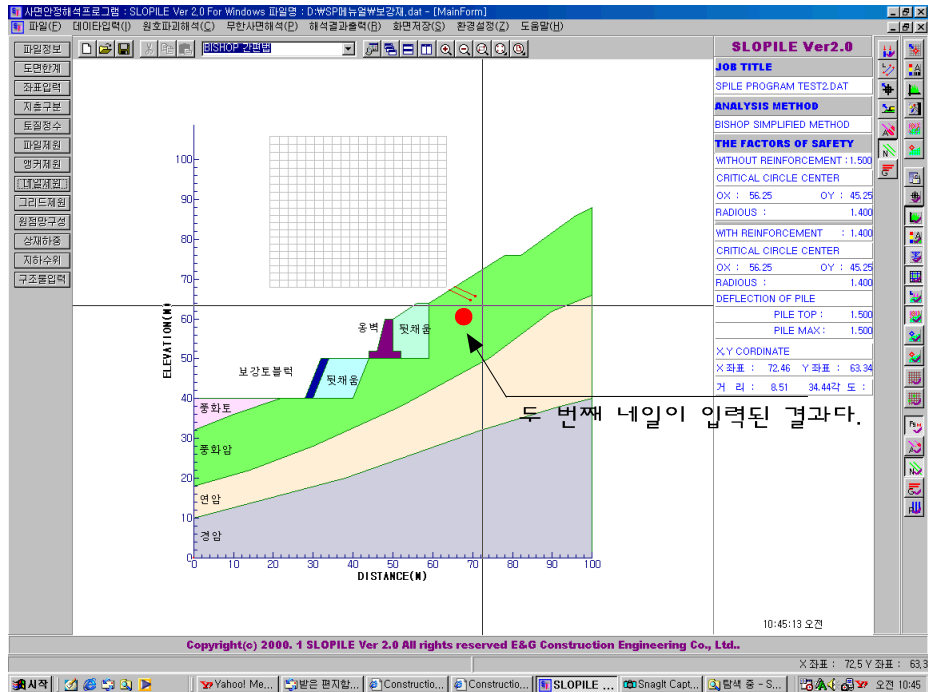 사면안정해석프로그램 : SLOPILE Ver 2,0 For Windows 파일명 : D:₩SP메뉴얼₩보강재.dat - [MainForm]
파일(F) 데이타입력(I) 원호파괴해석(C) 무한사면해석(P) 해석결과출력(R) 화면저장(S) 환경설정(Z) 도움말(H)
BISHOP 간편법
파일정보
도면한계
좌표입력
지층구분
토질정수
파일제원
앵커제원
네일제원
그리드제원
원점망구성
상재하중
지하수위
구조물입력
SLOPILE Ver2.0
JOB TITLE
SPILE PROGRAM TEST2.DAT
ANALYSIS METHOD
BISHOP SIMPLIFIED METHOD
THE FACTORS OF SAFETY
WITHOUT REINFORCEMENT : 1.500
CRITICAL CIRCLE CENTER
OX : 56.25 OY : 45.25
RADIOUS : 1.400
WITH REINFORCEMENT : 1.400
CRITICAL CIRCLE CENTER
OX : 56.25 OY : 45.25
RADIOUS : 1.400
DEFLECTION OF PILE
PILE TOP : 1.500
PILE MAX : 1.500
X,Y CORDINATE
X 좌표 : 72.46 Y 좌표 : 63.34
거 리 : 8.51 34.44각 도 :
ELEVATION(M)
100
90
80
70
60
50
40
30
20
10
0
옹벽
뒷채움
보강토블럭
뒷채움
풍화토
풍화암
연암
경암
두 번째 네일이 입력된 결과다.
0 10 20 30 40 50 60 70 80 90 100
DISTANCE(M)
10:45:13 오전
Copyright(c) 2000. 1 SLOPILE Ver 2.0 All rights reserved E&G Construction Engineering Co., Ltd..
X 좌표 : 72,5 Y 좌표 : 63,3
시작 Yahoo! Me... 받은 편지함... Constructio... Constructio... SLOPILE ... SnagIt Capt... 탐색 중 - S... 오전 10:45